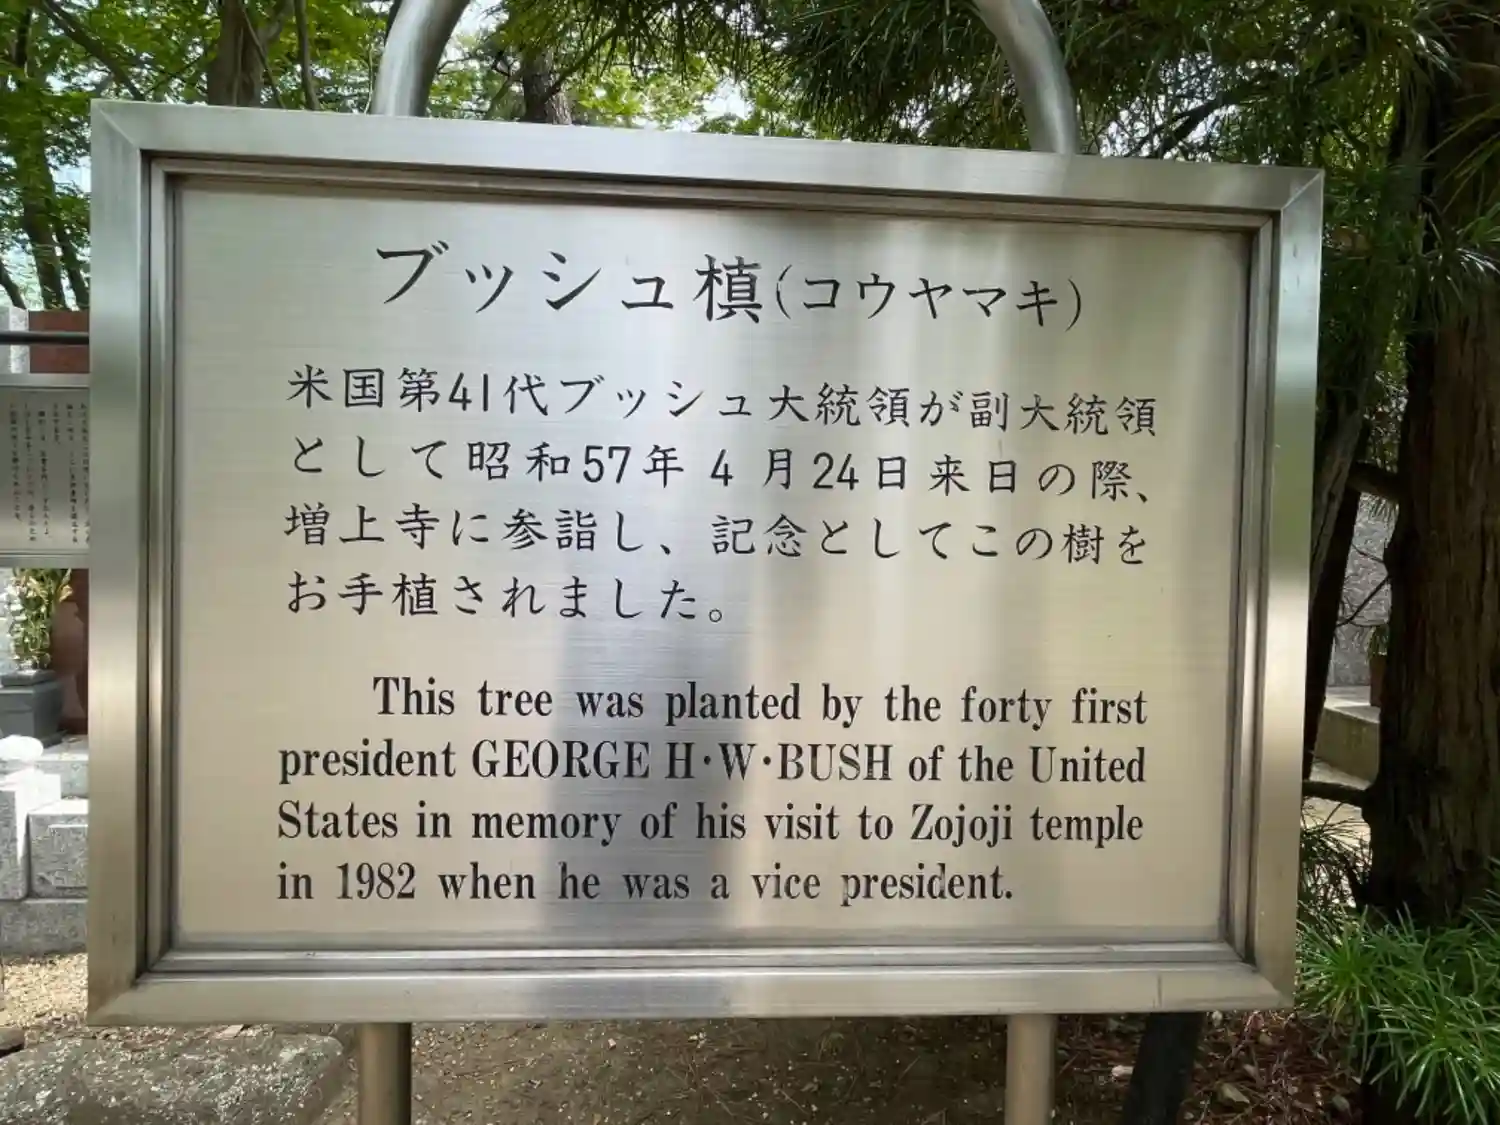 ブッシュ槙(コウヤマキ)
米国第41代ブッシュ大統領が副大統領
として昭和57年4月24日来日の際、
増上寺に参詣し、記念としてこの樹を
お手植されました。
This tree was planted by the forty first
president GEORGE H·W·BUSH of the United
States in memory of his visit to Zojoji temple
in 1982 when he was a vice president.